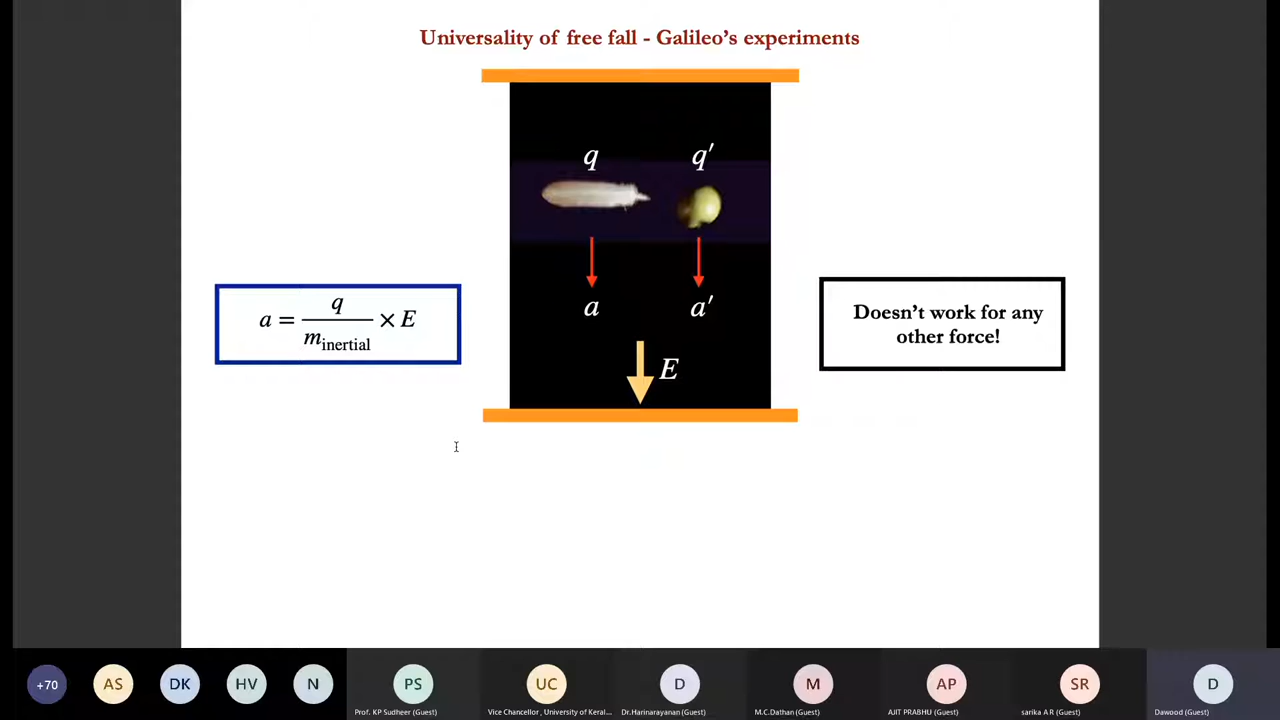 Universality of free fall - Galileo's experiments
q q′
a a′
E
a = q / m_inertial × E
Doesn't work for any
other force!
+70 AS DK HV N PS UC D M AP SR D
Prof. KP Sudheer (Guest) Vice Chancellor , University of Keral... Dr.Harinarayanan (Guest) M.C.Dathan (Guest) AJIT PRABHU (Guest) sarika A R (Guest) Dawood (Guest)